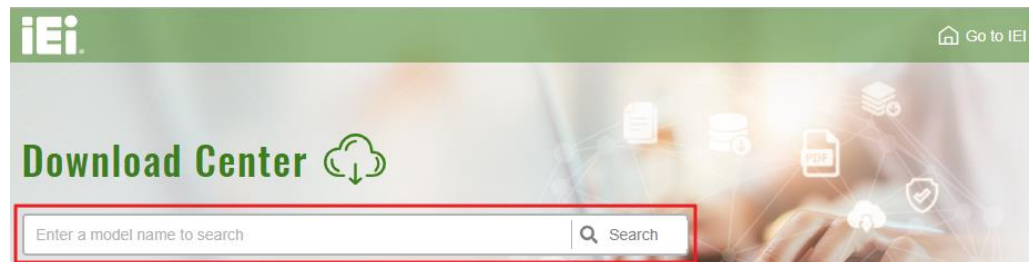 iEi.
Go to IEI
Download Center
PDF
Enter a model name to search
Search